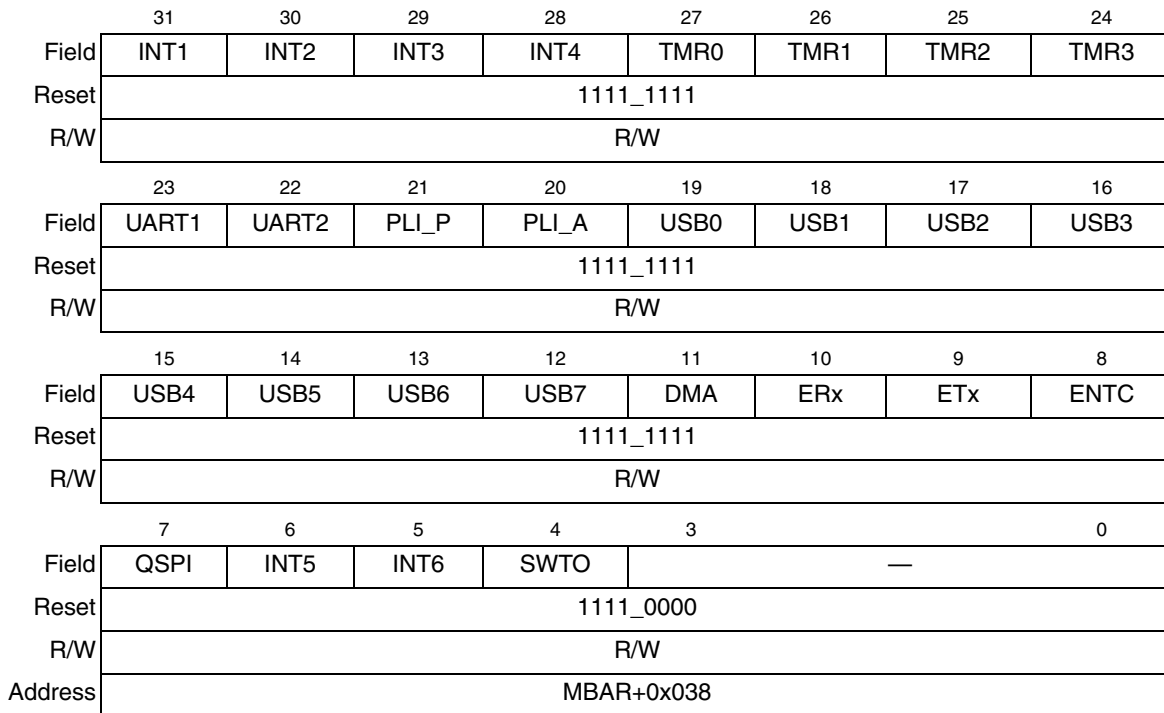 31 30 29 28 27 26 25 24
Field INT1 INT2 INT3 INT4 TMR0 TMR1 TMR2 TMR3
Reset 1111_1111
R/W R/W
23 22 21 20 19 18 17 16
Field UART1 UART2 PLI_P PLI_A USB0 USB1 USB2 USB3
Reset 1111_1111
R/W R/W
15 14 13 12 11 10 9 8
Field USB4 USB5 USB6 USB7 DMA ERx ETx ENTC
Reset 1111_1111
R/W R/W
7 6 5 4 3 0
Field QSPI INT5 INT6 SWTO —
Reset 1111_0000
R/W R/W
Address MBAR+0x038